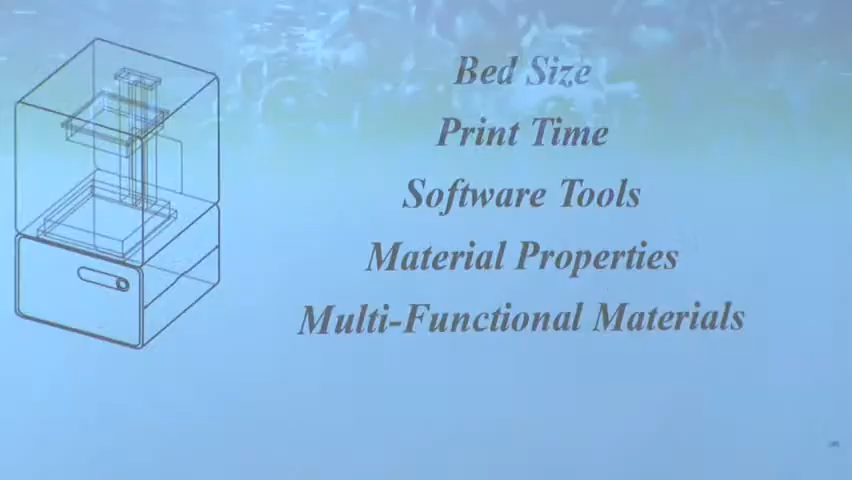 Bed Size
Print Time
Software Tools
Material Properties
Multi-Functional Materials